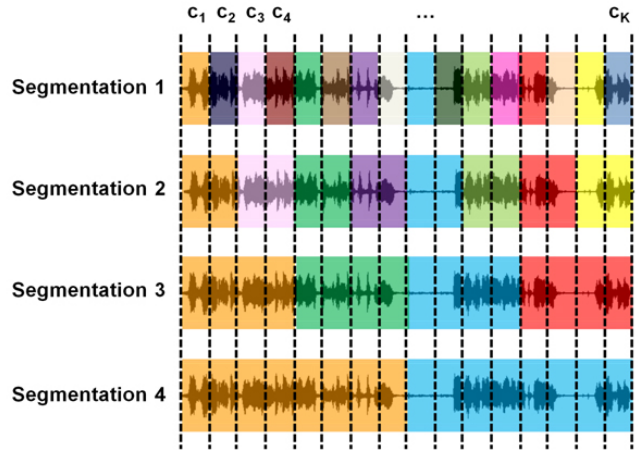 c1 c2 c3 c4 ... cK
Segmentation 1
Segmentation 2
Segmentation 3
Segmentation 4